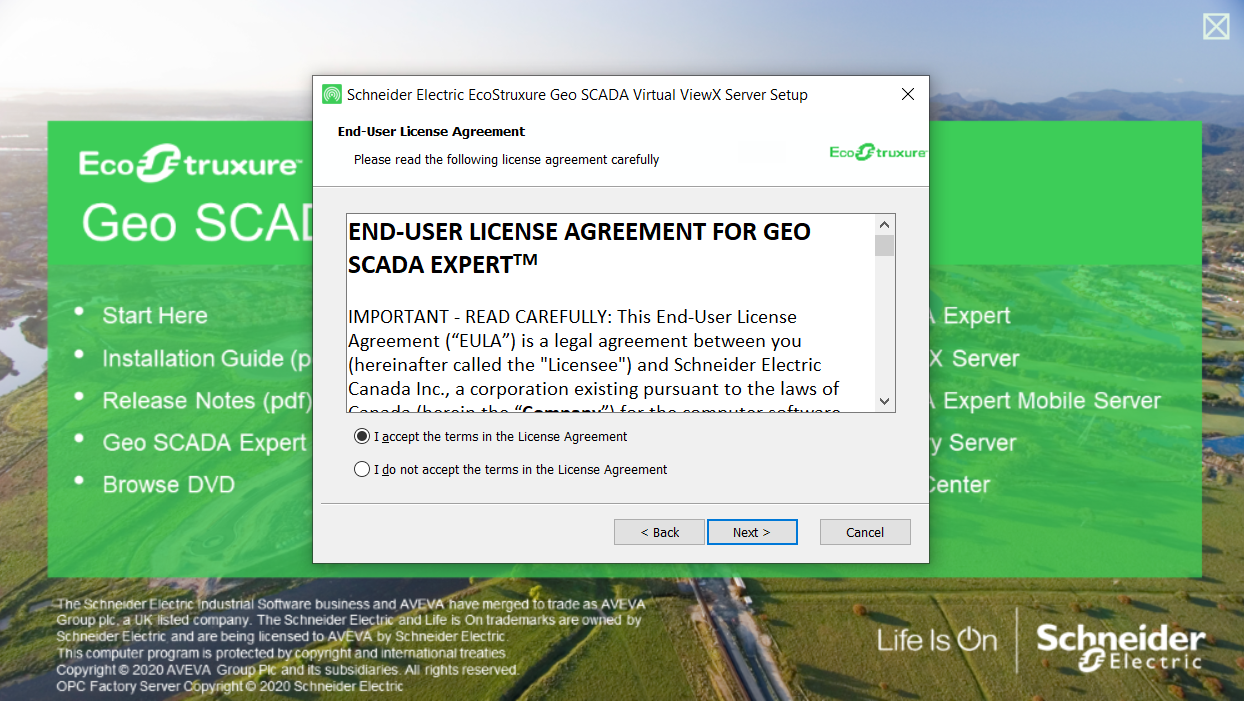 Schneider Electric EcoStruxure Geo SCADA Virtual ViewX Server Setup
End-User License Agreement
Please read the following license agreement carefully
EcoStruxure
END-USER LICENSE AGREEMENT FOR GEO
SCADA EXPERT™
IMPORTANT - READ CAREFULLY: This End-User License
Agreement (“EULA”) is a legal agreement between you
(hereinafter called the "Licensee") and Schneider Electric
Canada Inc., a corporation existing pursuant to the laws of
Canada (herein the “Company”) for the computer software
I accept the terms in the License Agreement
I do not accept the terms in the License Agreement
< Back
Next >
Cancel
EcoStruxure™
Geo
Start Here
Installation Guide
Release Notes (pdf)
Geo SCADA Expert
Browse DVD
Expert
Server
Expert Mobile Server
Server
The Schneider Electric Industrial Software business and AVEVA have merged to trade as AVEVA
Group plc, a UK listed company. The Schneider Electric and Life is On trademarks are owned by
Schneider Electric and are being licensed to AVEVA by Schneider Electric.
This computer program is protected by copyright and international treaties.
Copyright © 2020 AVEVA Group Plc and its subsidiaries. All rights reserved.
OPC Factory Server Copyright © 2020 Schneider Electric
Life Is On
Schneider
Electric